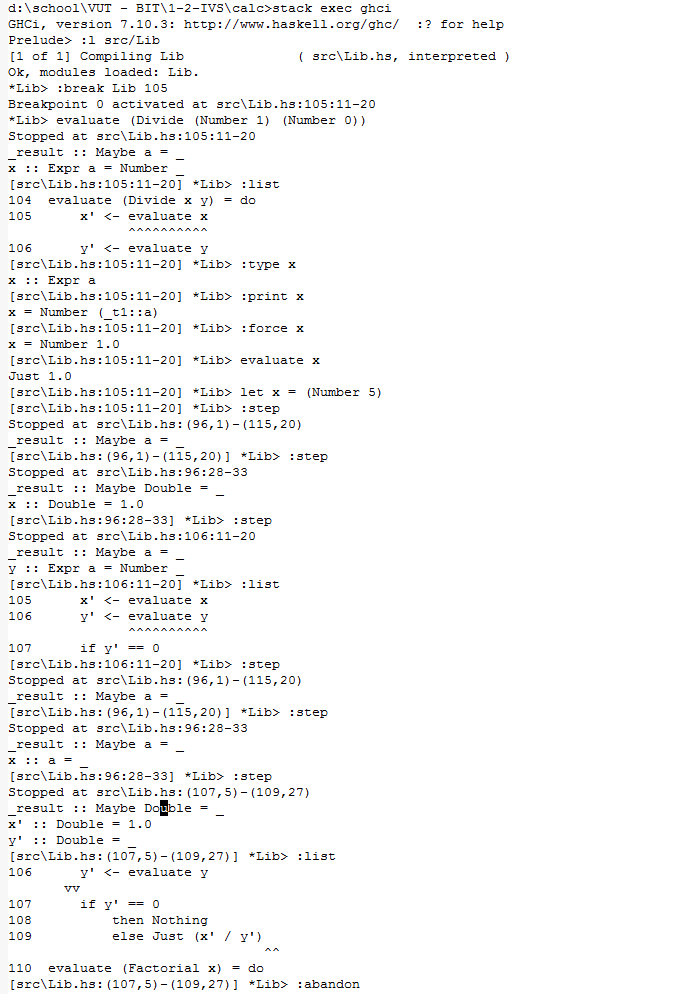 d:\school\VUT - BIT\1-2-IVS\calc>stack exec ghci
GHCi, version 7.10.3: http://www.haskell.org/ghc/  :? for help
Prelude> :l src/Lib
[1 of 1] Compiling Lib              ( src\Lib.hs, interpreted )
Ok, modules loaded: Lib.
*Lib> :break Lib 105
Breakpoint 0 activated at src\Lib.hs:105:11-20
*Lib> evaluate (Divide (Number 1) (Number 0))
Stopped at src\Lib.hs:105:11-20
_result :: Maybe a = _
x :: Expr a = Number _
[src\Lib.hs:105:11-20] *Lib> :list
104  evaluate (Divide x y) = do
105      x' <- evaluate x
               ^^^^^^^^^^
106      y' <- evaluate y
[src\Lib.hs:105:11-20] *Lib> :type x
x :: Expr a
[src\Lib.hs:105:11-20] *Lib> :print x
x = Number (_t1::a)
[src\Lib.hs:105:11-20] *Lib> :force x
x = Number 1.0
[src\Lib.hs:105:11-20] *Lib> evaluate x
Just 1.0
[src\Lib.hs:105:11-20] *Lib> let x = (Number 5)
[src\Lib.hs:105:11-20] *Lib> :step
Stopped at src\Lib.hs:(96,1)-(115,20)
_result :: Maybe a = _
[src\Lib.hs:(96,1)-(115,20)] *Lib> :step
Stopped at src\Lib.hs:96:28-33
_result :: Maybe Double = _
x :: Double = 1.0
[src\Lib.hs:96:28-33] *Lib> :step
Stopped at src\Lib.hs:106:11-20
_result :: Maybe a = _
y :: Expr a = Number _
[src\Lib.hs:106:11-20] *Lib> :list
105      x' <- evaluate x
106      y' <- evaluate y
               ^^^^^^^^^^
107      if y' == 0
[src\Lib.hs:106:11-20] *Lib> :step
Stopped at src\Lib.hs:(96,1)-(115,20)
_result :: Maybe a = _
[src\Lib.hs:(96,1)-(115,20)] *Lib> :step
Stopped at src\Lib.hs:96:28-33
_result :: Maybe a = _
x :: a = _
[src\Lib.hs:96:28-33] *Lib> :step
Stopped at src\Lib.hs:(107,5)-(109,27)
_result :: Maybe Double = _
x' :: Double = 1.0
y' :: Double = _
[src\Lib.hs:(107,5)-(109,27)] *Lib> :list
106      y' <- evaluate y
       vv
107      if y' == 0
108          then Nothing
109          else Just (x' / y')
                                ^^
110  evaluate (Factorial x) = do
[src\Lib.hs:(107,5)-(109,27)] *Lib> :abandon